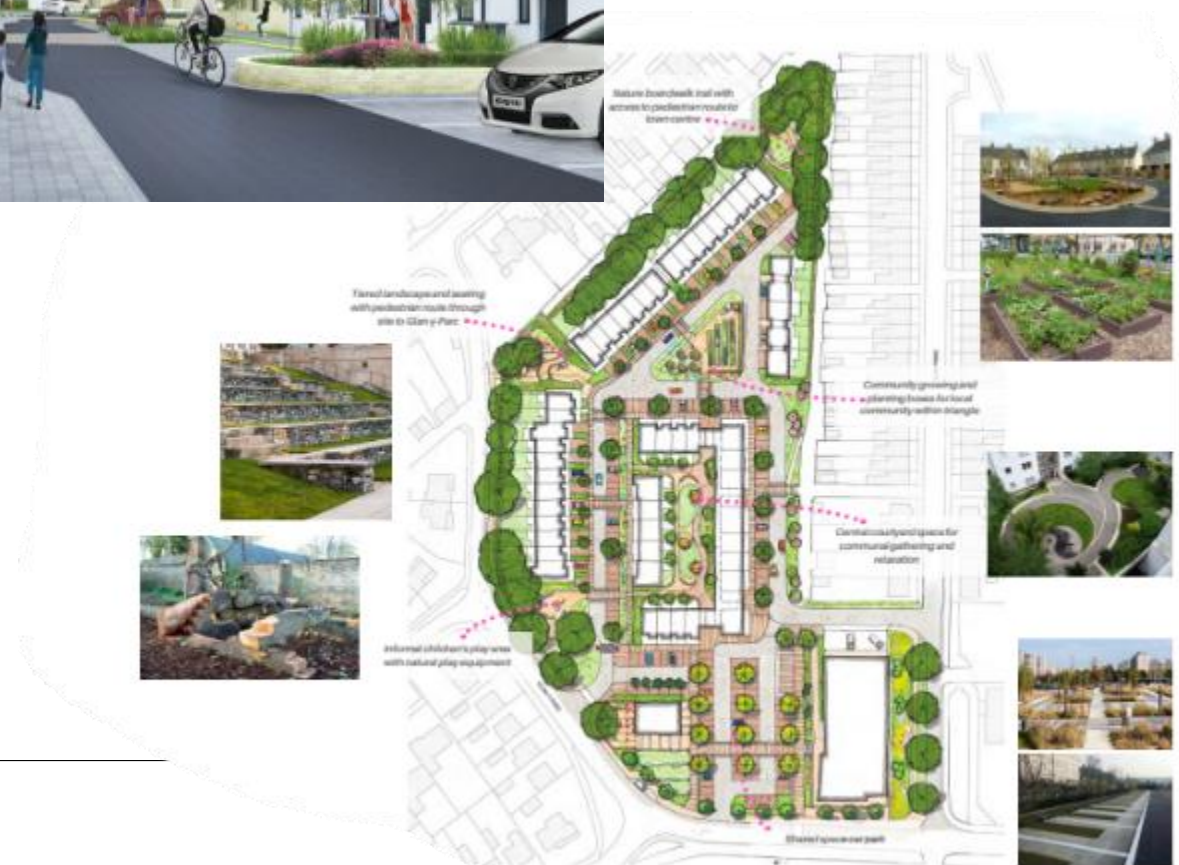 Nature boardwalk trail with
access to pedestrian route to
town centre
Tiered landscape and seating
with pedestrian route through
site to Glan-y-Parc
Community growing and
planting boxes for local
community within triangle
Central courtyard space for
communal gathering and
relaxation
Informal children's play area
with natural play equipment
Shared space car park